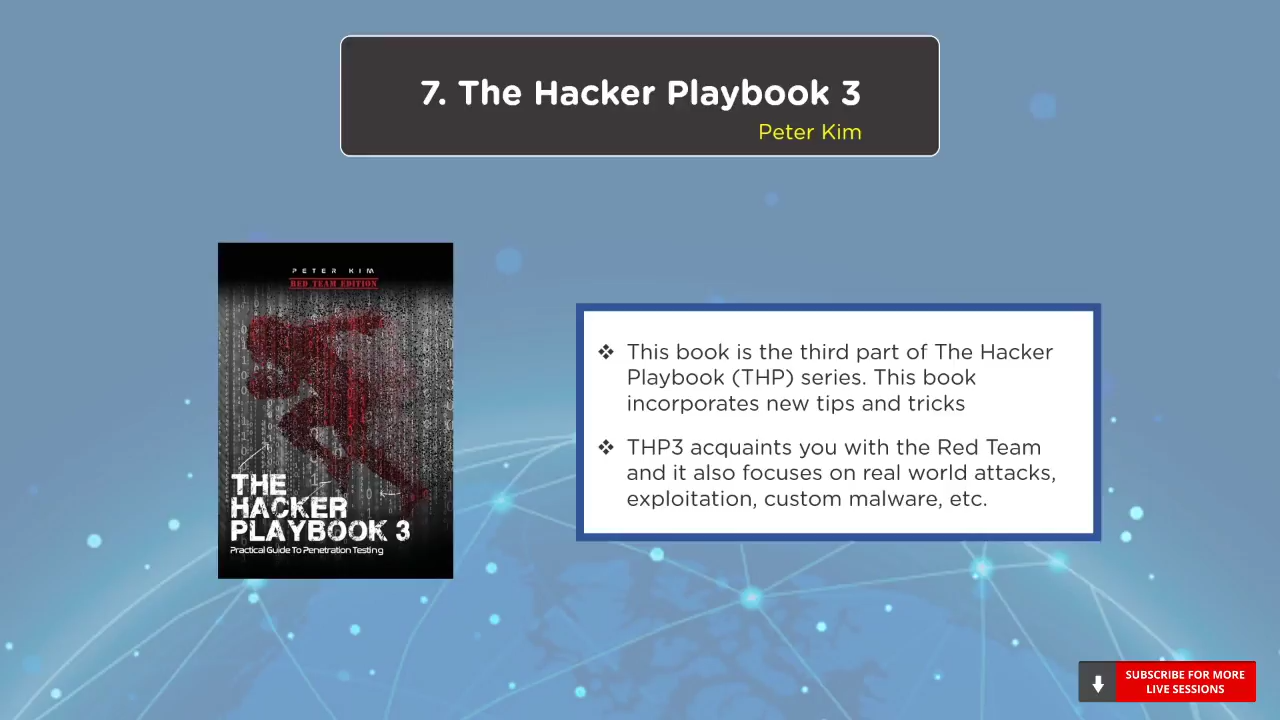 7. The Hacker Playbook 3
Peter Kim
PETER KIM
RED TEAM EDITION
THE
HACKER
PLAYBOOK 3
Practical Guide To Penetration Testing
❖ This book is the third part of The Hacker
Playbook (THP) series. This book
incorporates new tips and tricks
❖ THP3 acquaints you with the Red Team
and it also focuses on real world attacks,
exploitation, custom malware, etc.
SUBSCRIBE FOR MORE
LIVE SESSIONS